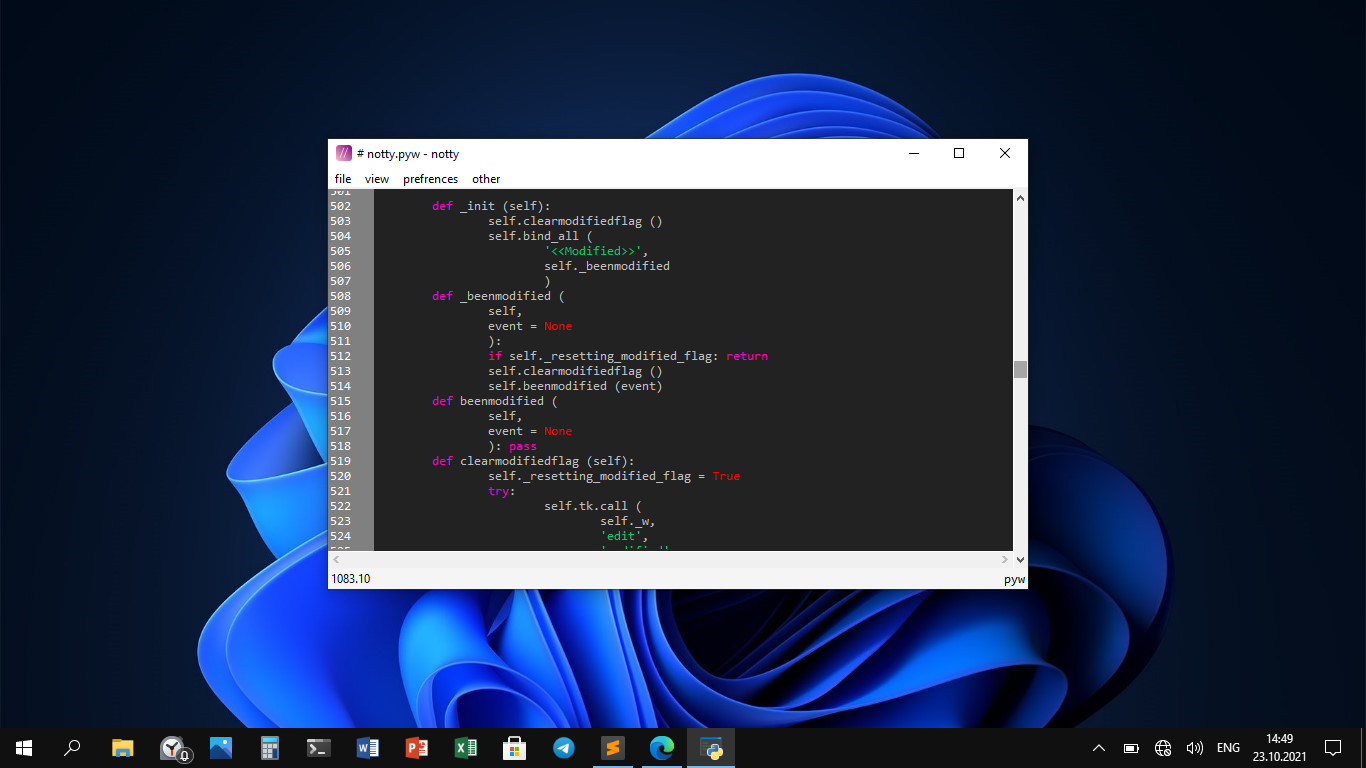 # notty.pyw - notty
file view prefrences other
501
502 def _init (self):
503 self.clearmodifiedflag ()
504 self.bind_all (
505 '<<Modified>>',
506 self._beenmodified
507 )
508 def _beenmodified (
509 self,
510 event = None
511 ):
512 if self._resetting_modified_flag: return
513 self.clearmodifiedflag ()
514 self.beenmodified (event)
515 def beenmodified (
516 self,
517 event = None
518 ): pass
519 def clearmodifiedflag (self):
520 self._resetting_modified_flag = True
521 try:
522 self.tk.call (
523 self._w,
524 'edit',
1083.10 pyw
ENG
14:49
23.10.2021